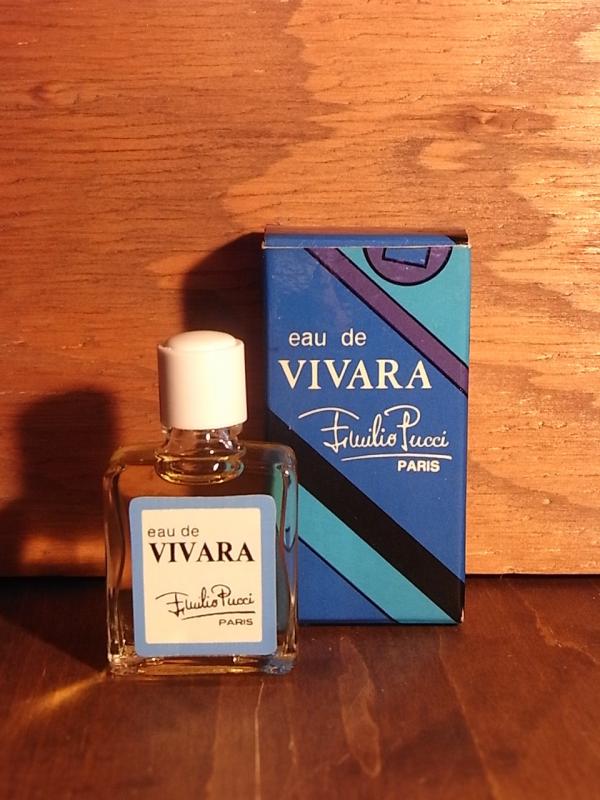 eau de
VIVARA
Emilio Pucci
PARIS
eau de
VIVARA
Emilio Pucci
PARIS